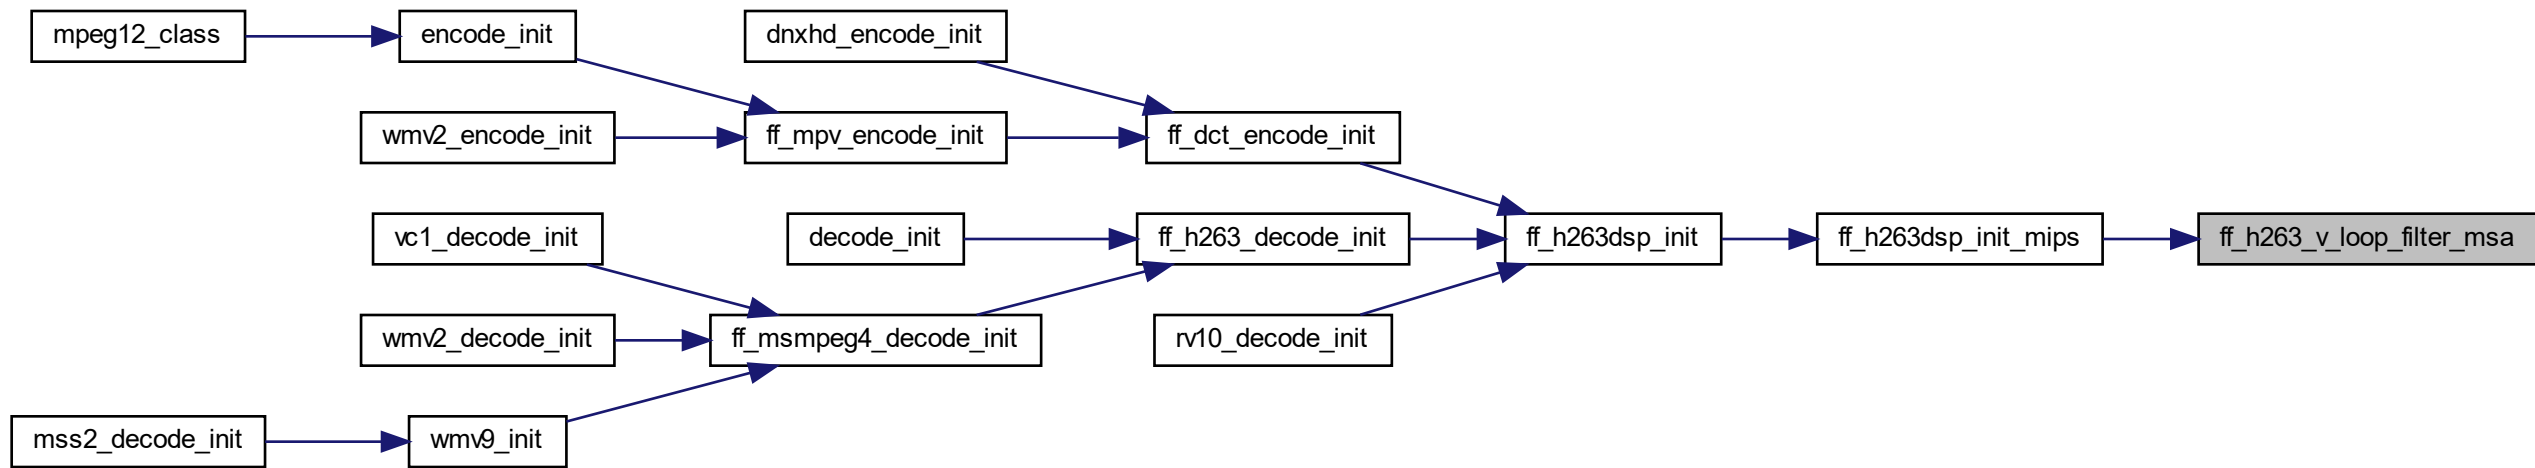 mpeg12_class
encode_init
dnxhd_encode_init
wmv2_encode_init
ff_mpv_encode_init
ff_dct_encode_init
vc1_decode_init
decode_init
ff_h263_decode_init
ff_h263dsp_init
ff_h263dsp_init_mips
ff_h263_v_loop_filter_msa
wmv2_decode_init
ff_msmpeg4_decode_init
rv10_decode_init
mss2_decode_init
wmv9_init